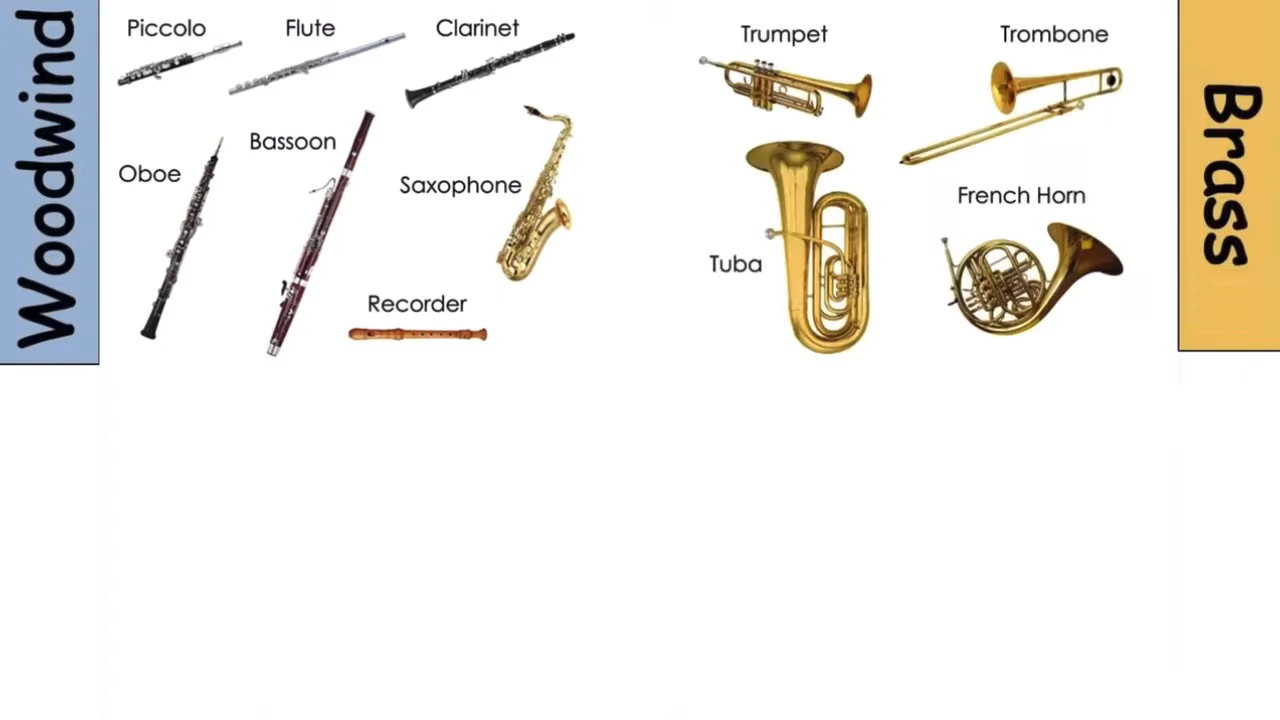 Woodwind
Piccolo
Flute
Clarinet
Oboe
Bassoon
Saxophone
Recorder
Trumpet
Trombone
Tuba
French Horn
Brass